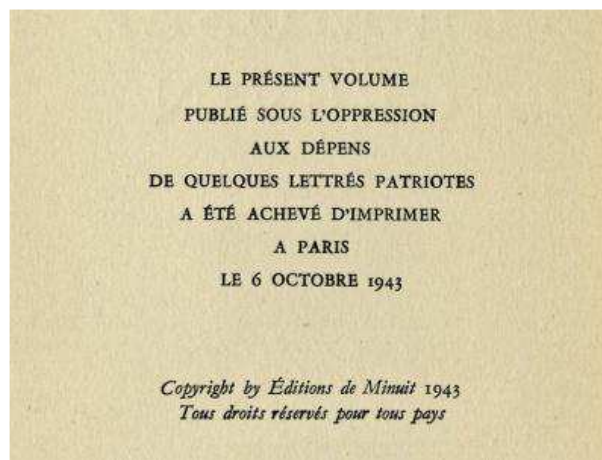 LE PRÉSENT VOLUME
PUBLIÉ SOUS L'OPPRESSION
AUX DÉPENS
DE QUELQUES LETTRÉS PATRIOTES
A ÉTÉ ACHEVÉ D'IMPRIMER
A PARIS
LE 6 OCTOBRE 1943
Copyright by Éditions de Minuit 1943
Tous droits réservés pour tous pays